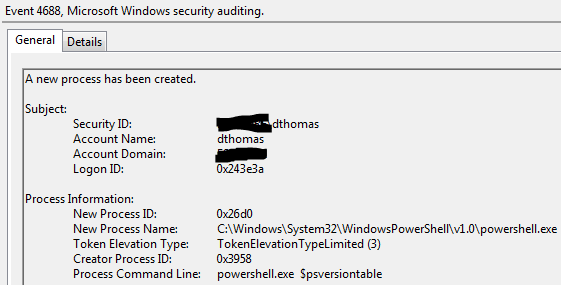 Event 4688, Microsoft Windows security auditing.
General Details
A new process has been created.
Subject:
Security ID: dthomas
Account Name: dthomas
Account Domain:
Logon ID: 0x243e3a
Process Information:
New Process ID: 0x26d0
New Process Name: C:\Windows\System32\WindowsPowerShell\v1.0\powershell.exe
Token Elevation Type: TokenElevationTypeLimited (3)
Creator Process ID: 0x3958
Process Command Line: powershell.exe $psversiontable